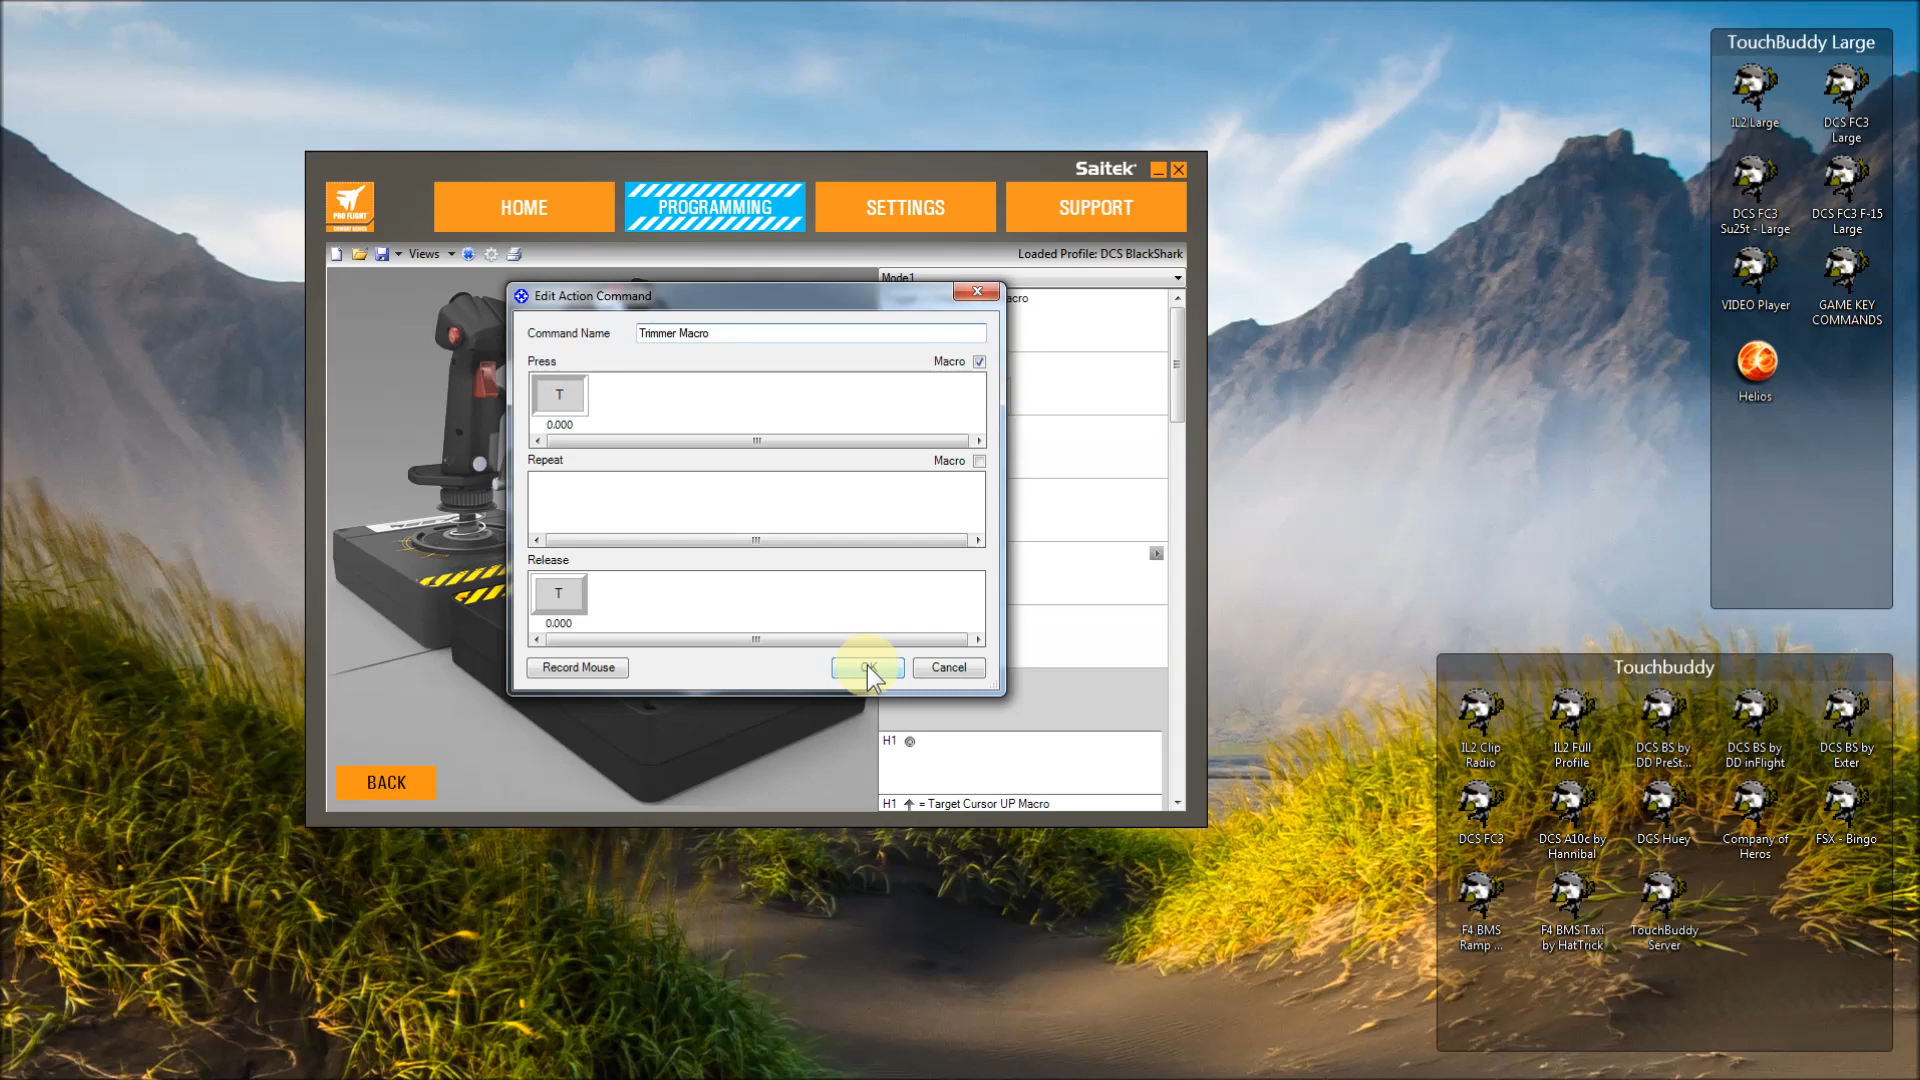 TouchBuddy Large
IL2 Large
DCS FC3
Large
DCS FC3
Su25t - Large
DCS FC3 F-15
Large
VIDEO Player
GAME KEY
COMMANDS
Helios
Saitek
PRO FLIGHT
COMBAT SERIES
HOME
PROGRAMMING
SETTINGS
SUPPORT
Views
Loaded Profile: DCS BlackShark
Mode1
acro
Edit Action Command
Command Name
Trimmer Macro
Press
Macro
T
0.000
Repeat
Macro
Release
T
0.000
Record Mouse
OK
Cancel
H1
H1 = Target Cursor UP Macro
BACK
Touchbuddy
IL2 Clip
Radio
IL2 Full
Profile
DCS BS by
DD PreSt...
DCS BS by
DD inFlight
DCS BS by
Exter
DCS FC3
DCS A10c by
Hannibal
DCS Huey
Company of
Heros
FSX - Bingo
F4 BMS
Ramp ...
F4 BMS Taxi
by HatTrick
TouchBuddy
Server